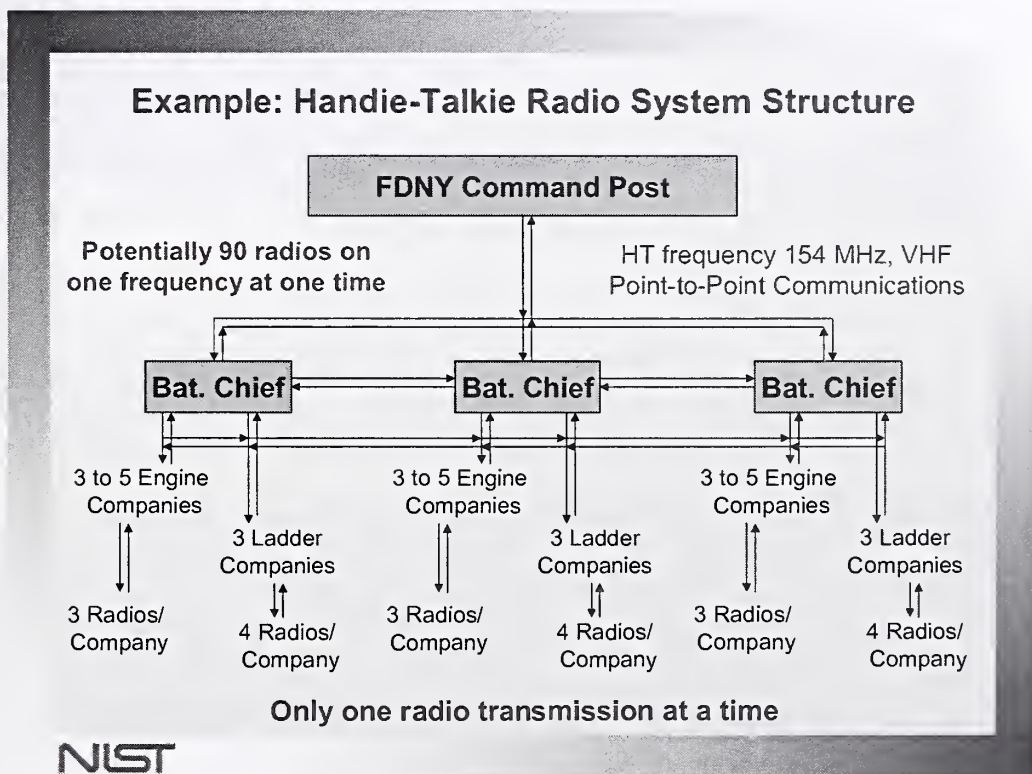 Example: Handie-Talkie Radio System Structure
FDNY Command Post
Potentially 90 radios on
one frequency at one time
HT frequency 154 MHz, VHF
Point-to-Point Communications
Bat. Chief
Bat. Chief
Bat. Chief
3 to 5 Engine
Companies
3 Ladder
Companies
3 Radios/
Company
4 Radios/
Company
3 to 5 Engine
Companies
3 Ladder
Companies
3 Radios/
Company
4 Radios/
Company
3 to 5 Engine
Companies
3 Ladder
Companies
3 Radios/
Company
4 Radios/
Company
Only one radio transmission at a time
NIST